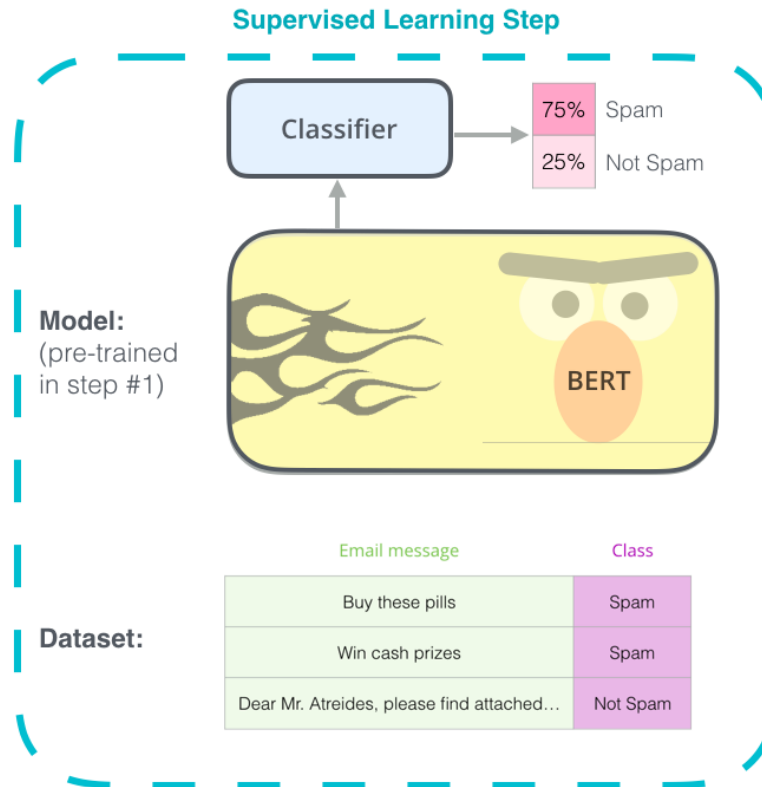 Supervised Learning Step
Classifier
75% Spam
25% Not Spam
Model:
(pre-trained
in step #1)
BERT
Email message Class
Buy these pills Spam
Dataset:
Win cash prizes Spam
Dear Mr. Atreides, please find attached… Not Spam